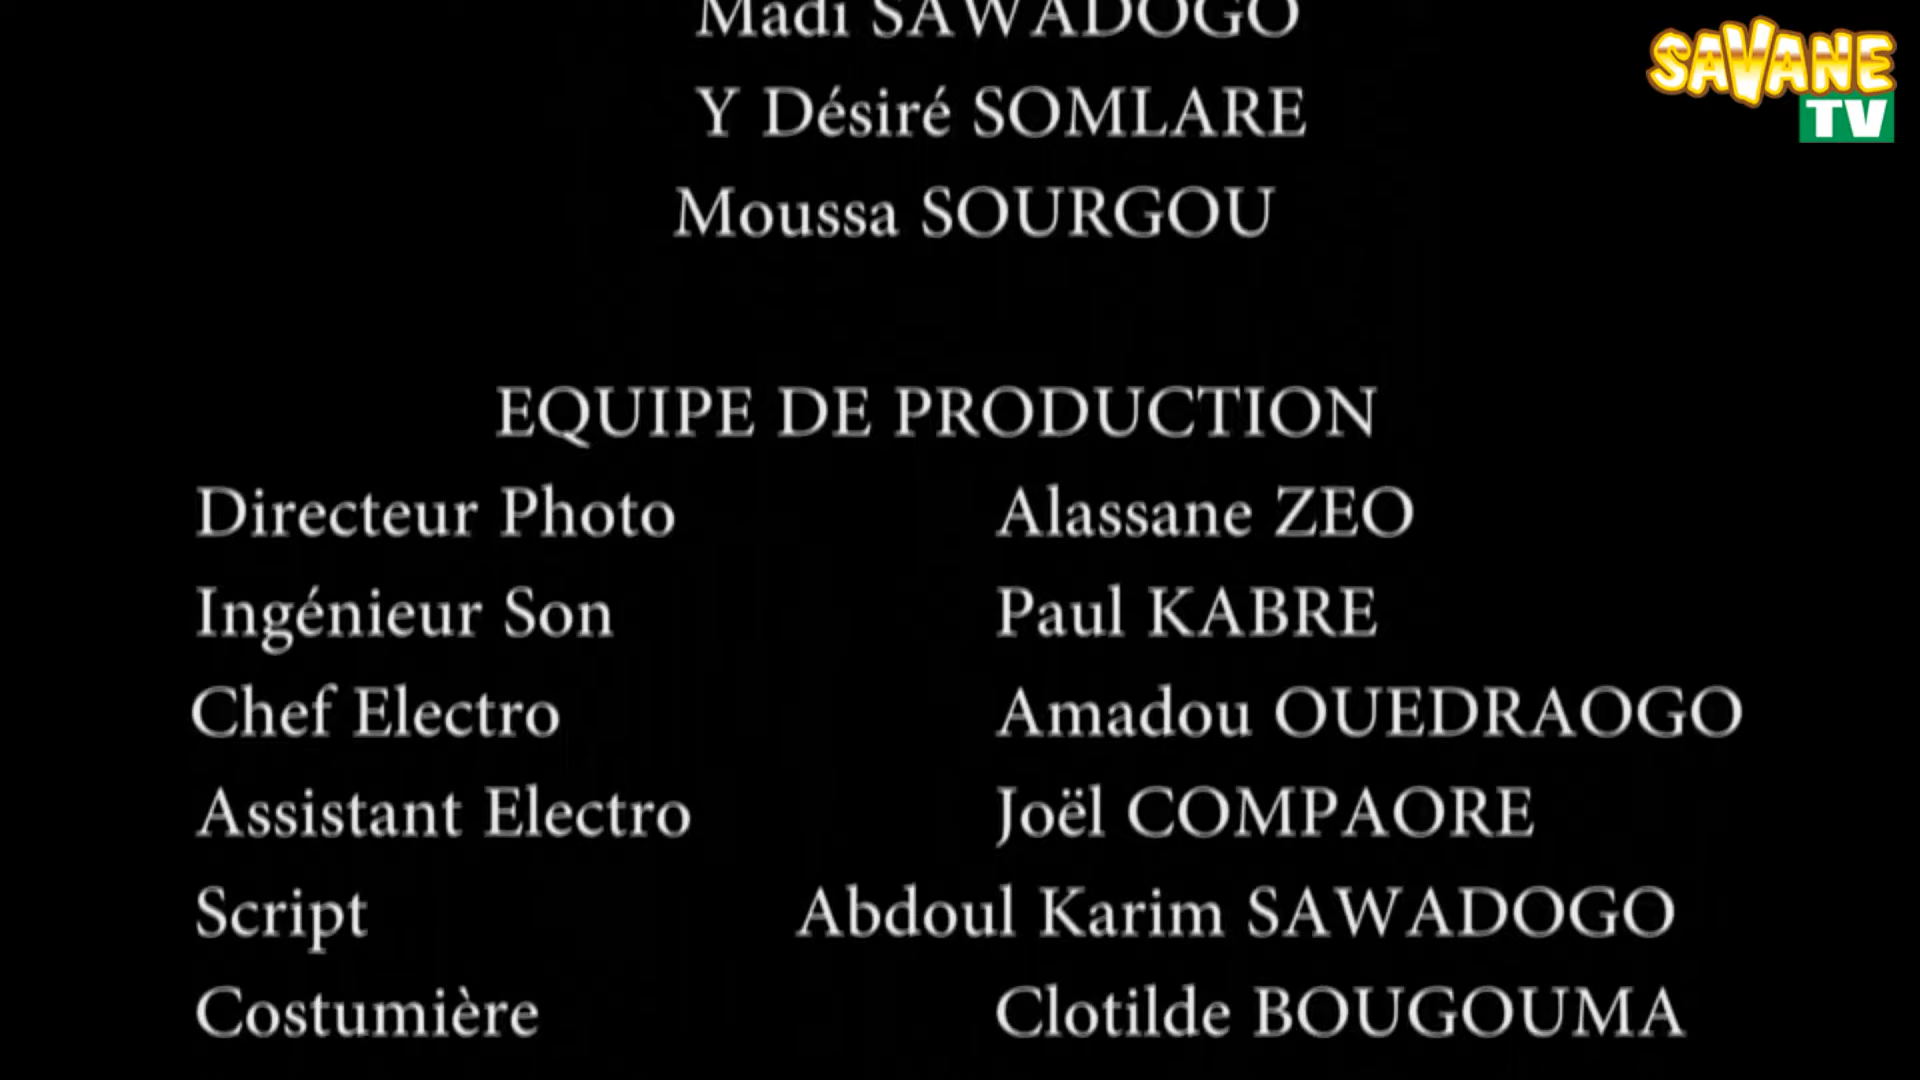 Madi SAWADOGO
Y Désiré SOMLARE
Moussa SOURGOU
EQUIPE DE PRODUCTION
Directeur Photo Alassane ZEO
Ingénieur Son Paul KABRE
Chef Electro Amadou OUEDRAOGO
Assistant Electro Joël COMPAORE
Script Abdoul Karim SAWADOGO
Costumière Clotilde BOUGOUMA
SAVANE
TV